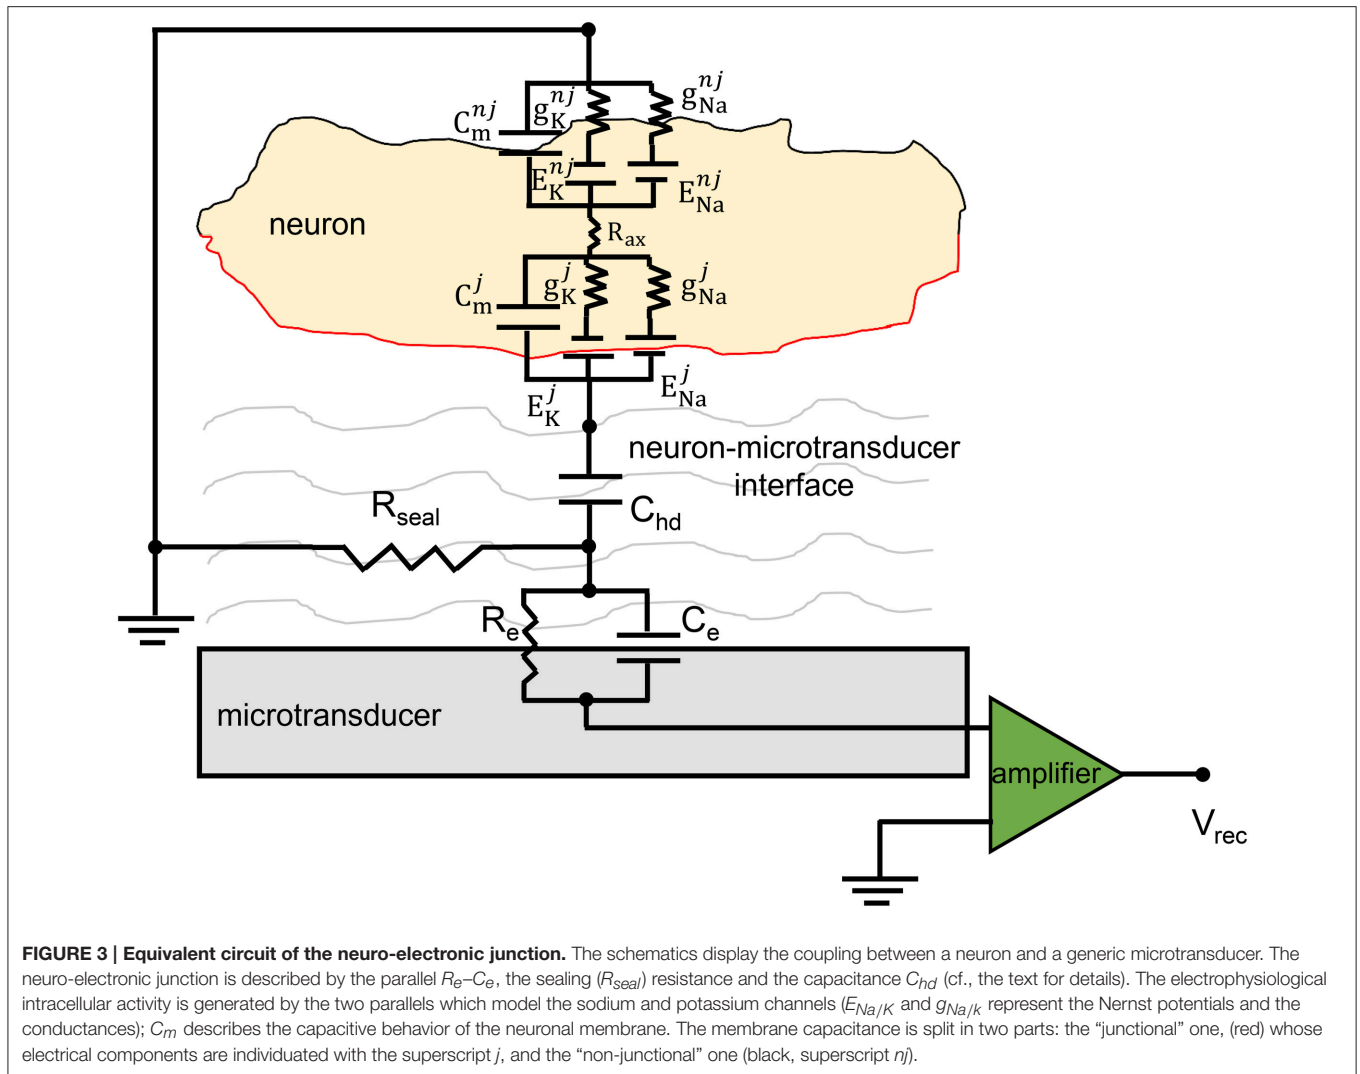 C_m^nj
g_K^nj
g_Na^nj
E_K^nj
E_Na^nj
neuron
R_ax
C_m^j
g_K^j
g_Na^j
E_K^j
E_Na^j
neuron-microtransducer
interface
R_seal
C_hd
R_e
C_e
microtransducer
amplifier
V_rec
FIGURE 3 | Equivalent circuit of the neuro-electronic junction. The schematics display the coupling between a neuron and a generic microtransducer. The
neuro-electronic junction is described by the parallel R_e–C_e, the sealing (R_seal) resistance and the capacitance C_hd (cf., the text for details). The electrophysiological
intracellular activity is generated by the two parallels which model the sodium and potassium channels (E_Na/K and g_Na/k represent the Nernst potentials and the
conductances); C_m describes the capacitive behavior of the neuronal membrane. The membrane capacitance is split in two parts: the “junctional” one, (red) whose
electrical components are individuated with the superscript j, and the “non-junctional” one (black, superscript nj).